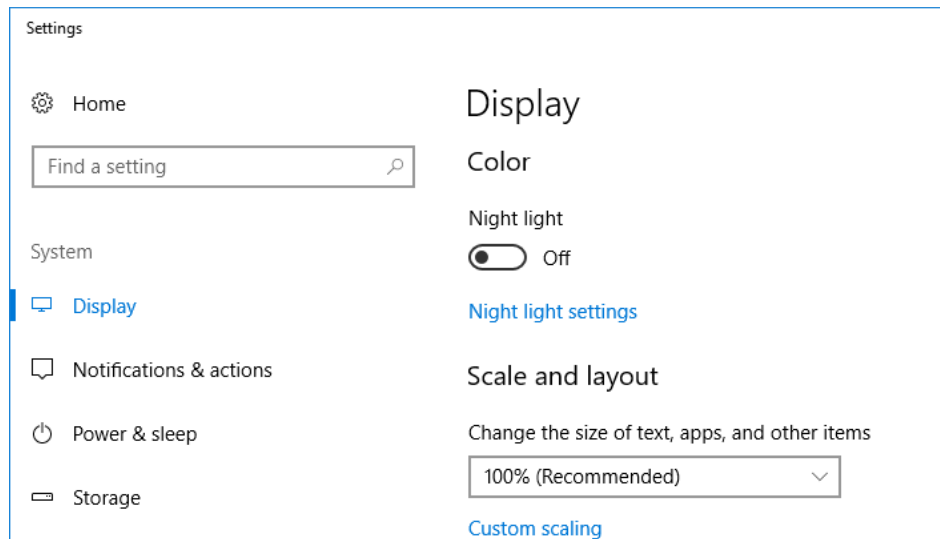 Settings
Home
Find a setting
System
Display
Notifications & actions
Power & sleep
Storage
Display
Color
Night light
Off
Night light settings
Scale and layout
Change the size of text, apps, and other items
100% (Recommended)
Custom scaling